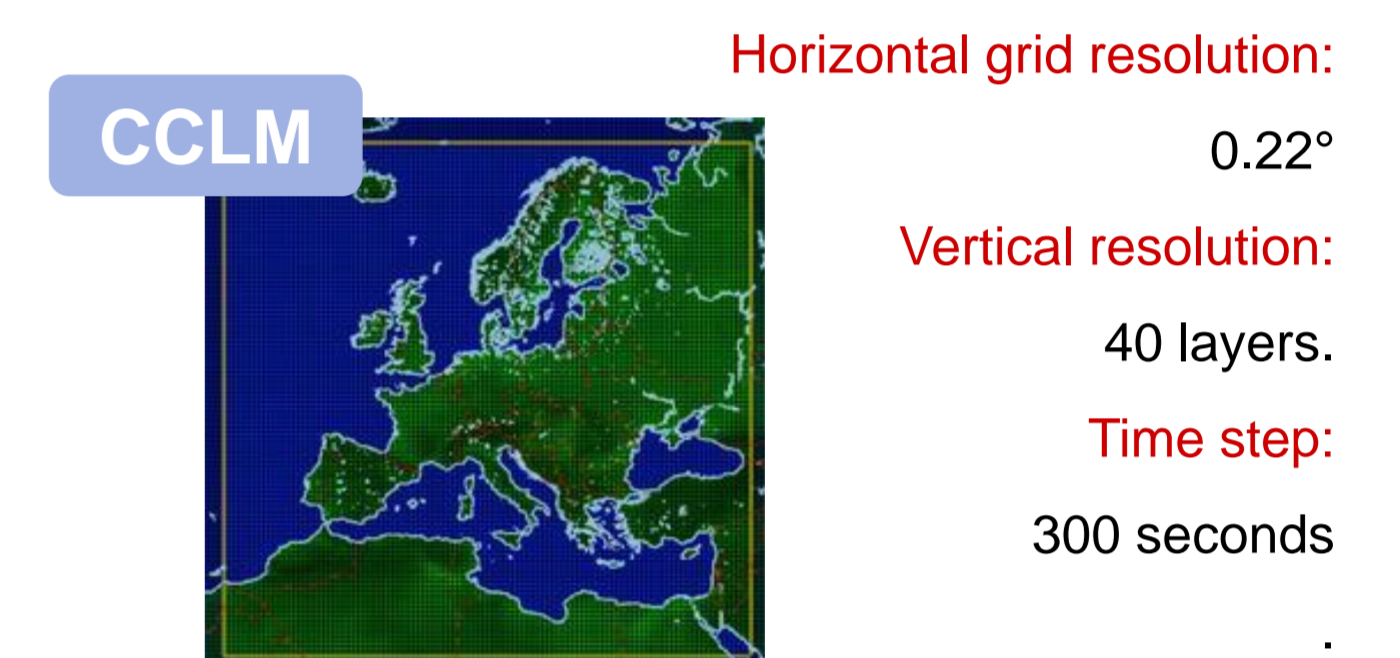 CCLM
Horizontal grid resolution:
0.22°
Vertical resolution:
40 layers.
Time step:
300 seconds
.